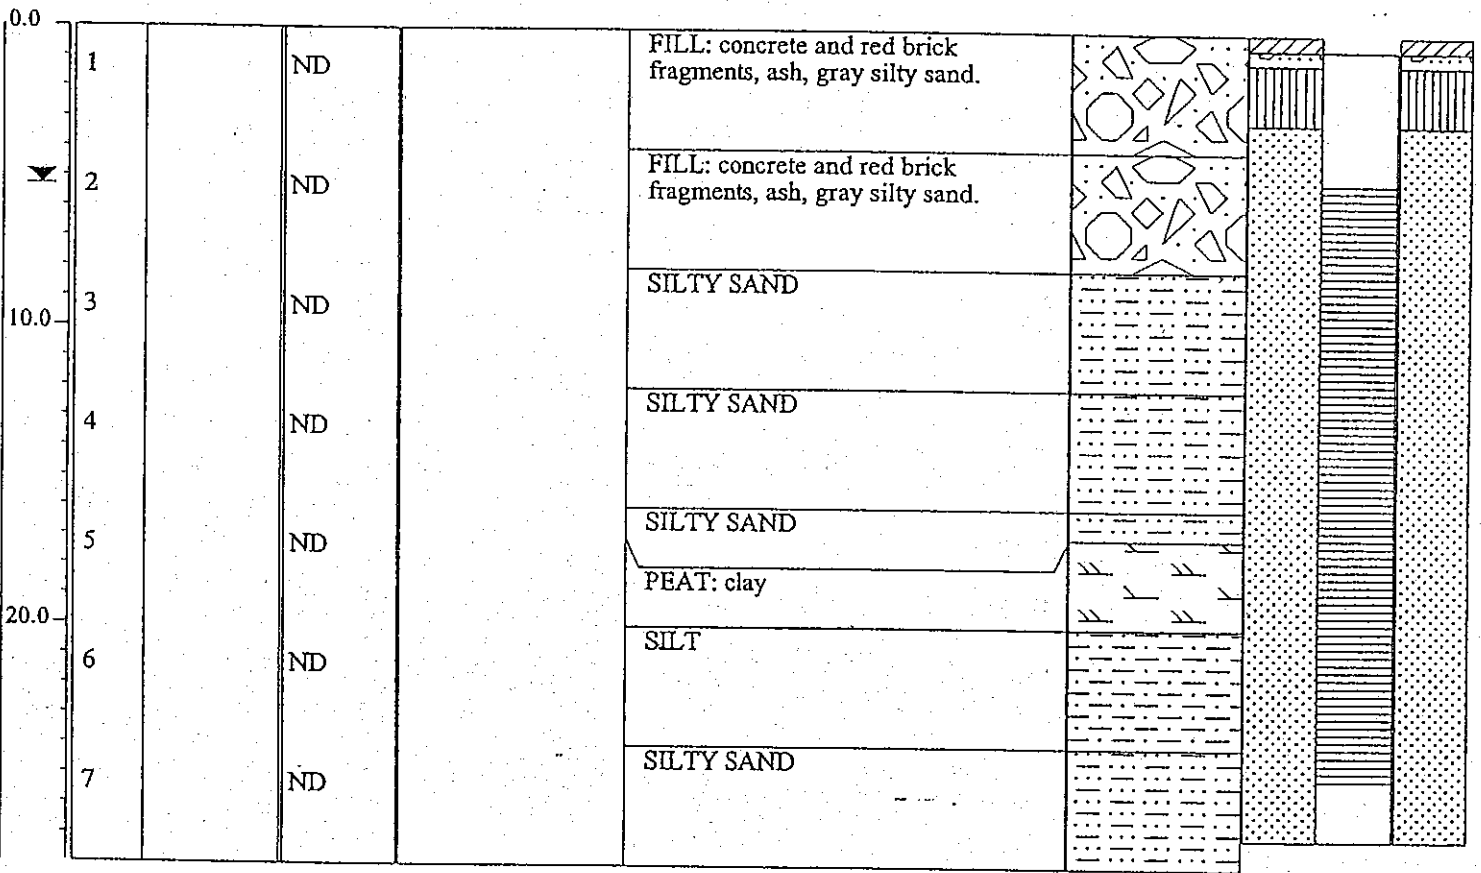 0.0
1 ND FILL: concrete and red brick
fragments, ash, gray silty sand.
2 ND FILL: concrete and red brick
fragments, ash, gray silty sand.
3 ND SILTY SAND
10.0
4 ND SILTY SAND
5 ND SILTY SAND
PEAT: clay
20.0
6 ND SILT
7 ND SILTY SAND